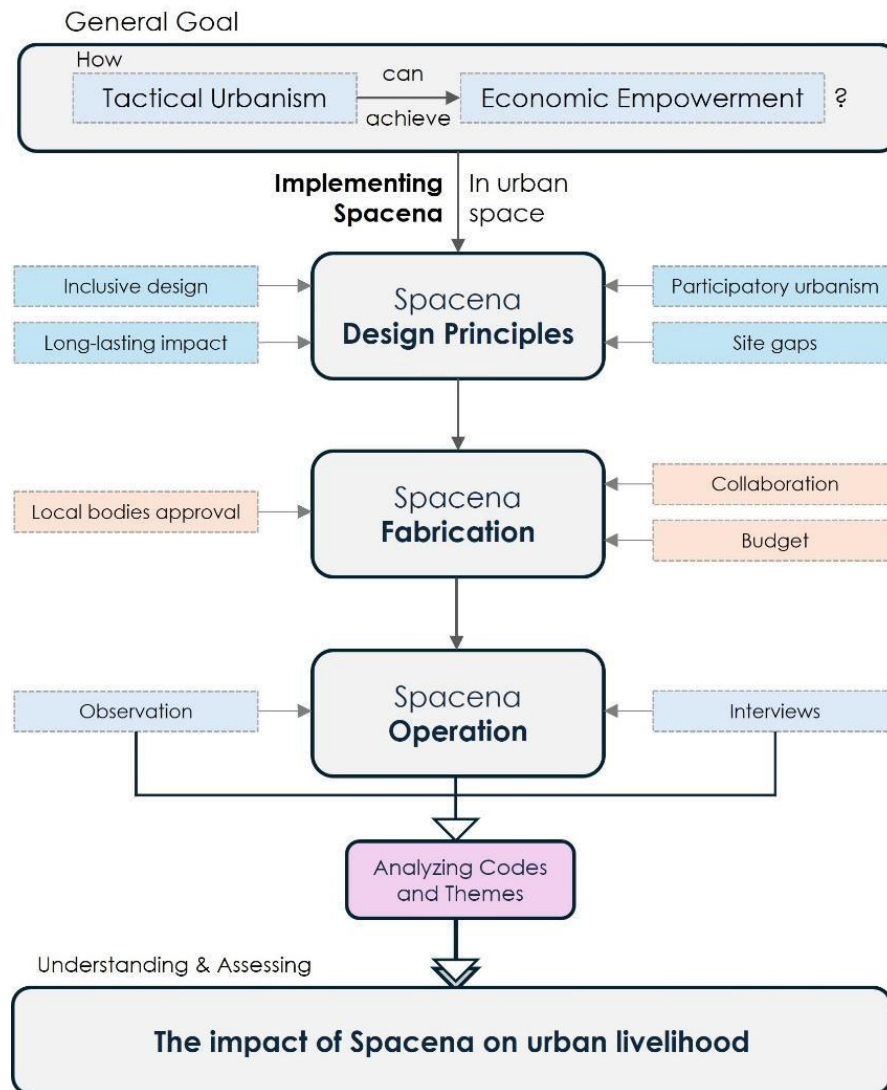 General Goal
How
Tactical Urbanism
can
achieve
Economic Empowerment
?
Implementing
Spacena
In urban
space
Inclusive design
Long-lasting impact
Spacena
Design Principles
Participatory urbanism
Site gaps
Local bodies approval
Spacena
Fabrication
Collaboration
Budget
Observation
Spacena
Operation
Interviews
Analyzing Codes
and Themes
Understanding & Assessing
The impact of Spacena on urban livelihood